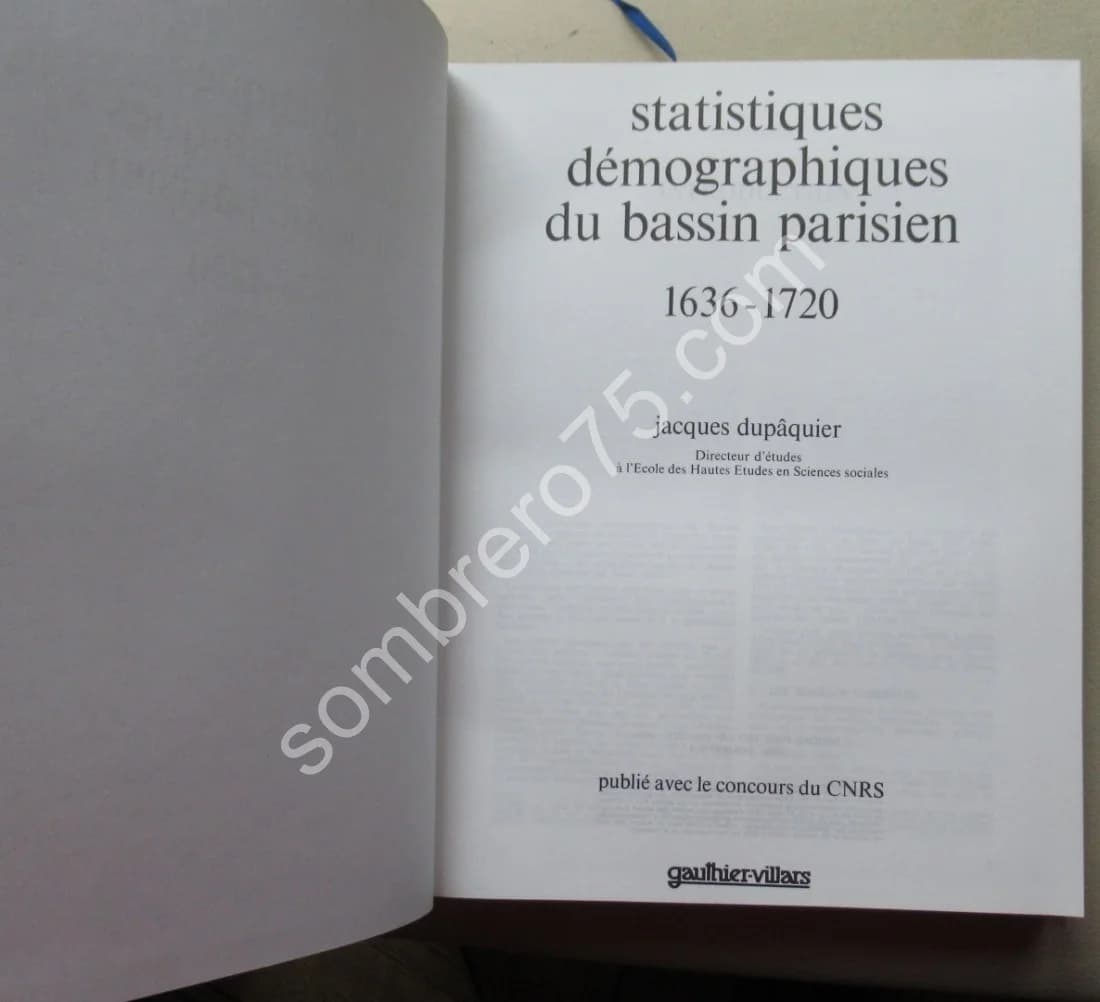 statistiques
démographiques
du bassin parisien
1636-1720
jacques dupâquier
Directeur d'études
à l'Ecole des Hautes Etudes en Sciences sociales
publié avec le concours du CNRS
gauthier-villars
sombrero75.com